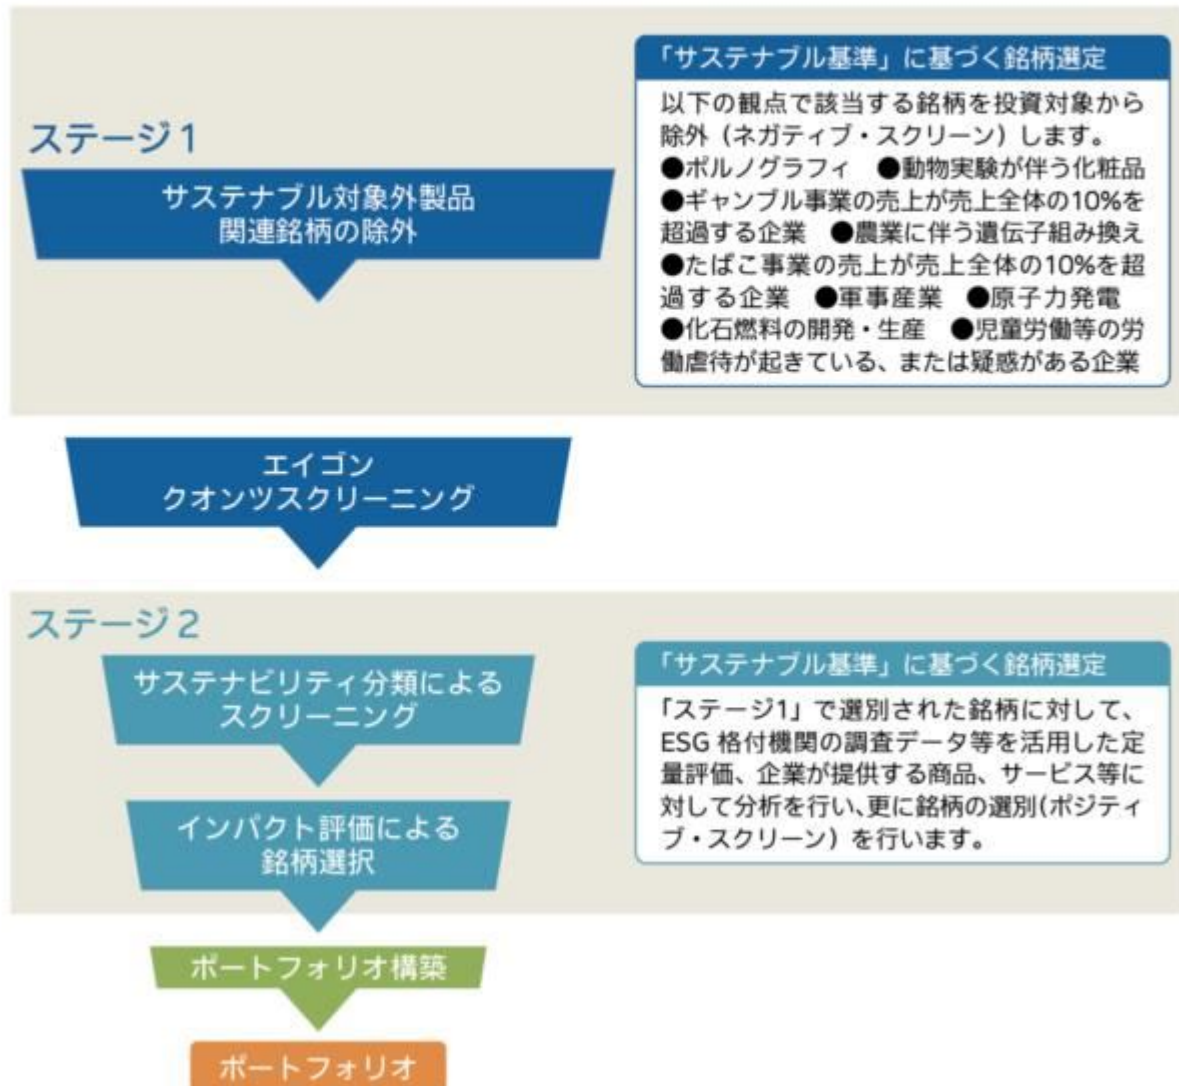 ステージ1
サステナブル対象外製品
関連銘柄の除外
「サステナブル基準」に基づく銘柄選定
以下の観点で該当する銘柄を投資対象から
除外（ネガティブ・スクリーン）します。
●ポルノグラフィ　●動物実験が伴う化粧品
●ギャンブル事業の売上が売上全体の10%を
超過する企業　●農業に伴う遺伝子組み換え
●たばこ事業の売上が売上全体の10%を超
過する企業　●軍事産業　●原子力発電
●化石燃料の開発・生産　●児童労働等の労
働虐待が起きている、または疑惑がある企業
エイゴン
クオンツスクリーニング
ステージ2
サステナビリティ分類による
スクリーニング
インパクト評価による
銘柄選択
「サステナブル基準」に基づく銘柄選定
「ステージ1」で選別された銘柄に対して、
ESG 格付機関の調査データ等を活用した定
量評価、企業が提供する商品、サービス等に
対して分析を行い、更に銘柄の選別(ポジティ
ブ・スクリーン）を行います。
ポートフォリオ構築
ポートフォリオ